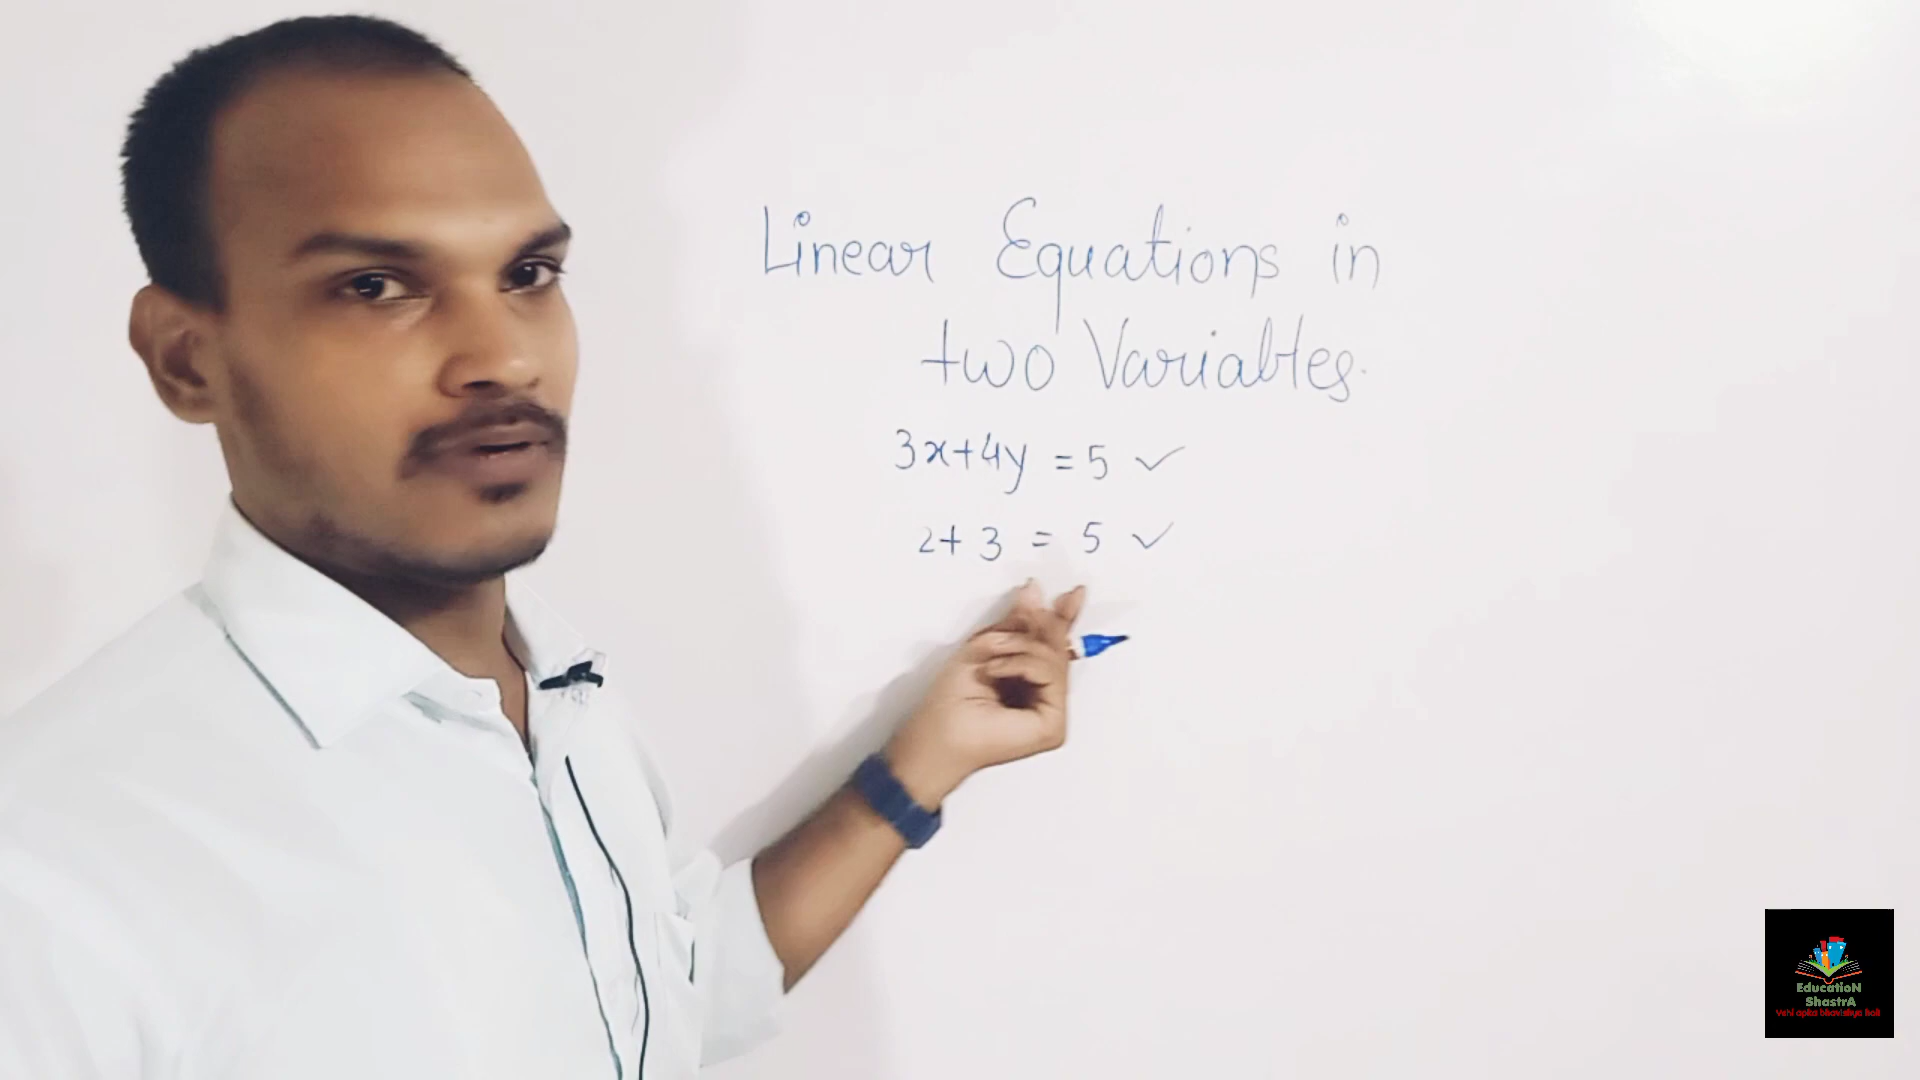 Linear Equations in
two Variables.
3x+4y = 5 ✓
2+ 3 = 5 ✓
EducatioN
ShastrA